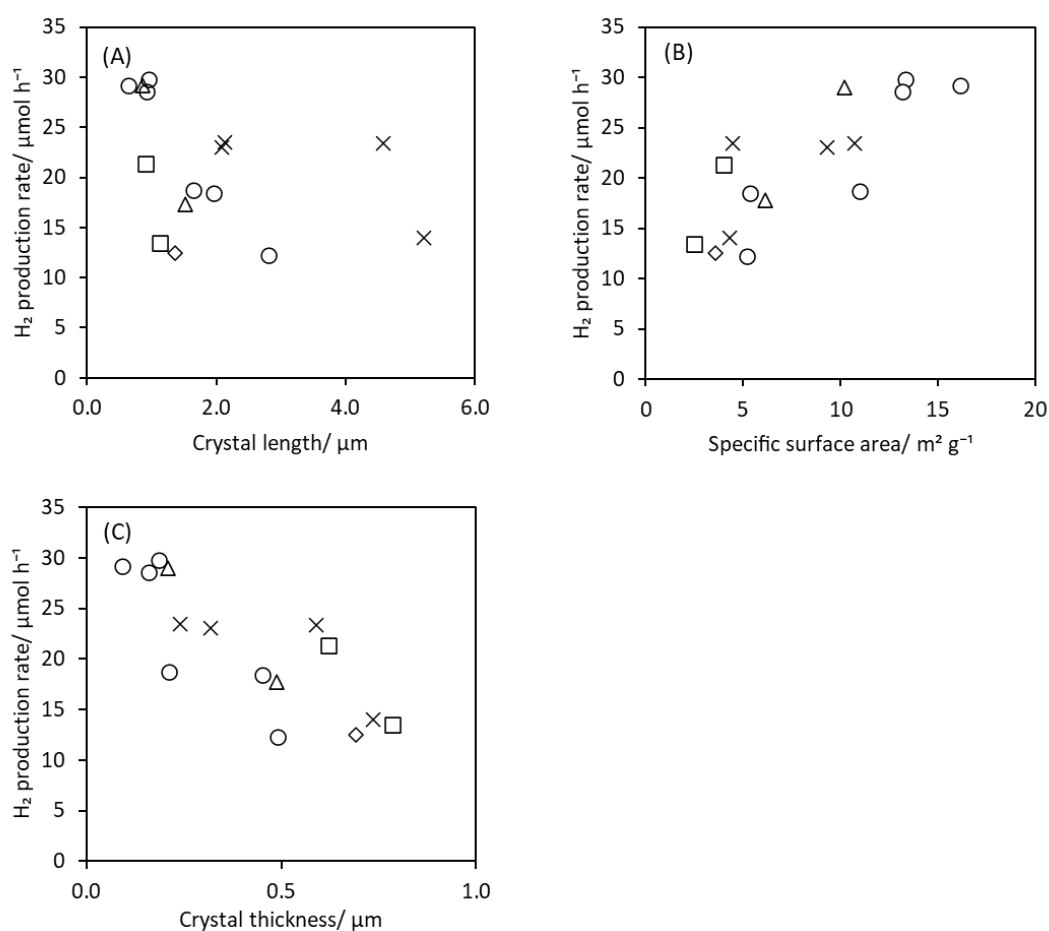 (A)
H₂ production rate/ μmol h⁻¹
35
30
25
20
15
10
5
0
0.0 2.0 4.0 6.0
Crystal length/ μm
(B)
H₂ production rate/ μmol h⁻¹
35
30
25
20
15
10
5
0
0 5 10 15 20
Specific surface area/ m² g⁻¹
(C)
H₂ production rate/ μmol h⁻¹
35
30
25
20
15
10
5
0
0.0 0.5 1.0
Crystal thickness/ μm